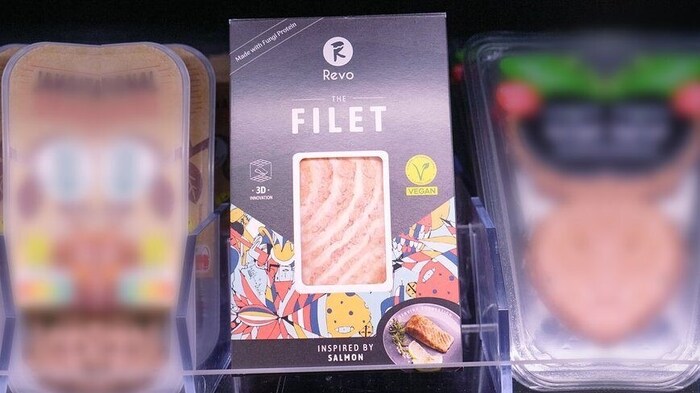 Made with Fungi Protein
R
Revo
THE
FILET
3D
INNOVATION
V
VEGAN
INSPIRED BY
SALMON